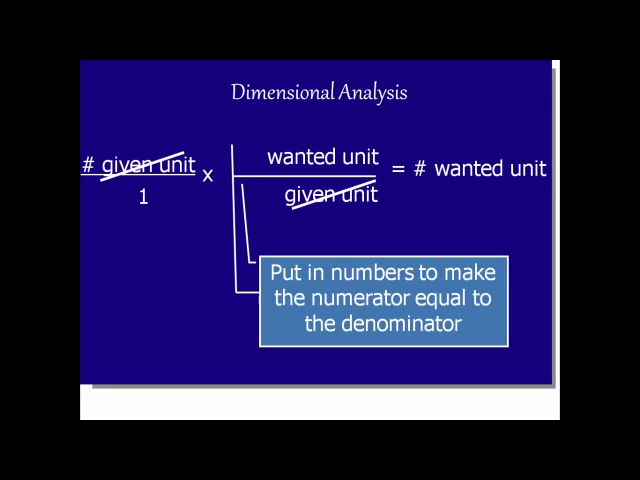 Dimensional Analysis
# given unit
1
x
wanted unit
given unit
= # wanted unit
Put in numbers to make
the numerator equal to
the denominator